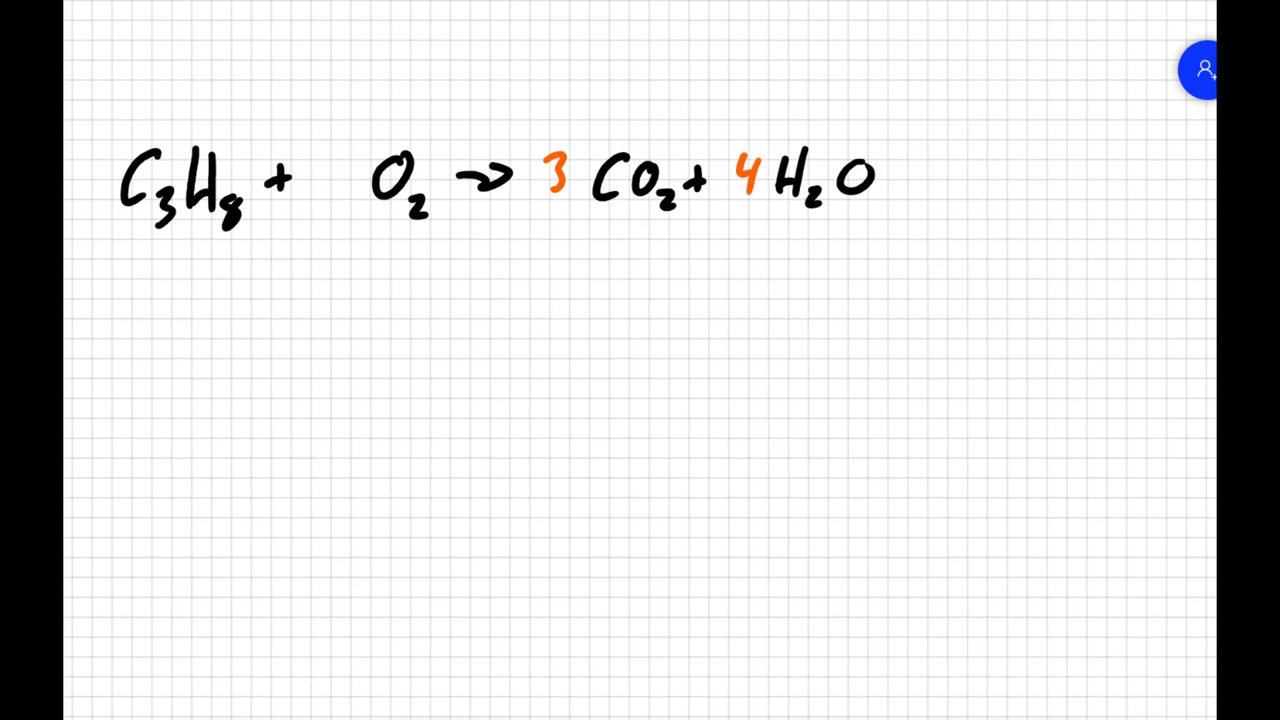 C₃H₈ + O₂ → 3 CO₂ + 4 H₂O